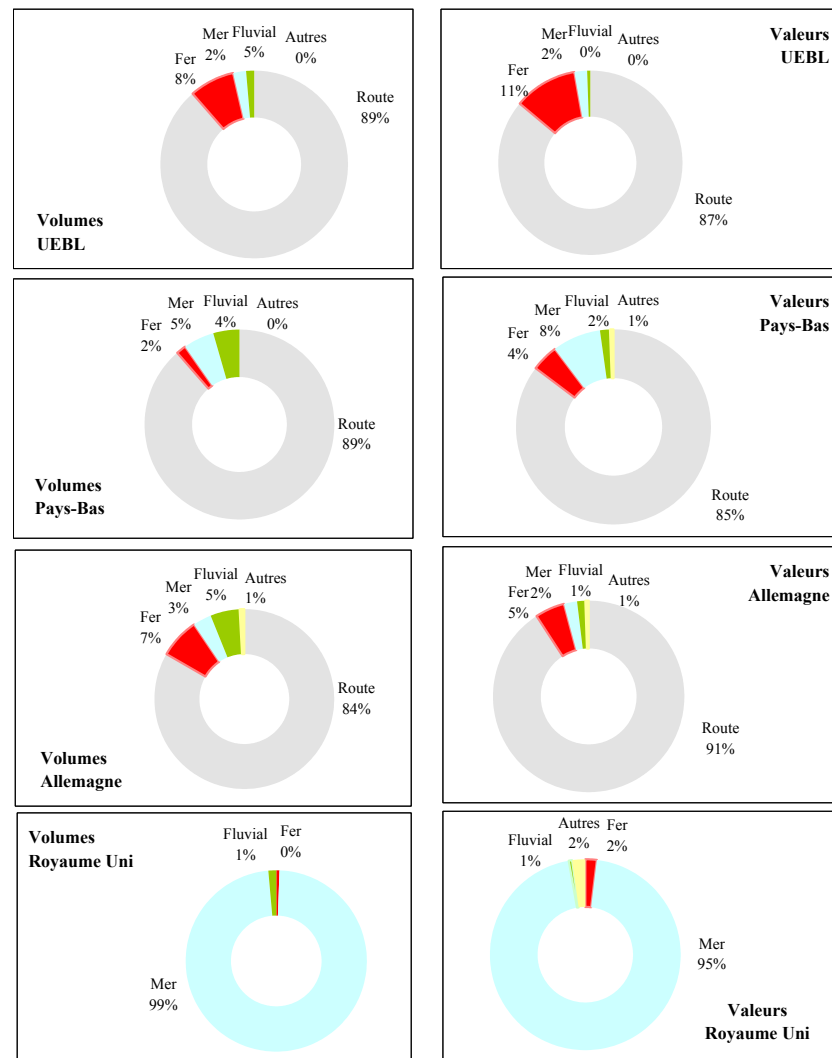 Mer Fluvial Autres
2% 5% 0%
Fer
8%
Route
89%
Volumes
UEBL
Mer Fluvial Autres
2% 0% 0%
Fer
11%
Valeurs
UEBL
Route
87%
Mer Fluvial Autres
5% 4% 0%
Fer
2%
Route
89%
Volumes
Pays-Bas
Mer Fluvial Autres
8% 2% 1%
Fer
4%
Valeurs
Pays-Bas
Route
85%
Mer Fluvial Autres
3% 5% 1%
Fer
7%
Route
84%
Volumes
Allemagne
Mer Fluvial Autres
2% 1% 1%
Fer
5%
Valeurs
Allemagne
Route
91%
Volumes
Royaume Uni
Fluvial Fer
1% 0%
Mer
99%
Fluvial Autres Fer
1% 2% 2%
Mer
95%
Valeurs
Royaume Uni